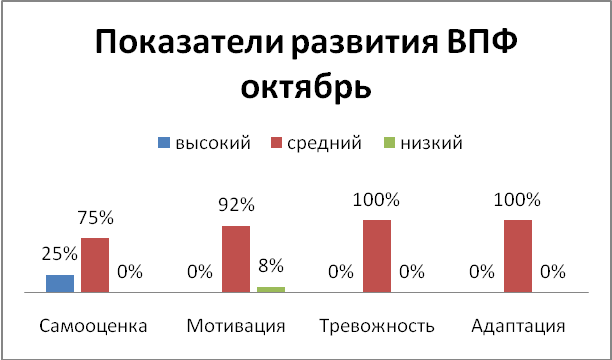 Показатели развития ВПФ
октябрь
высокий средний низкий
25% 75% 0% 0% 92% 8% 0% 100% 0% 0% 100% 0%
Самооценка Мотивация Тревожность Адаптация